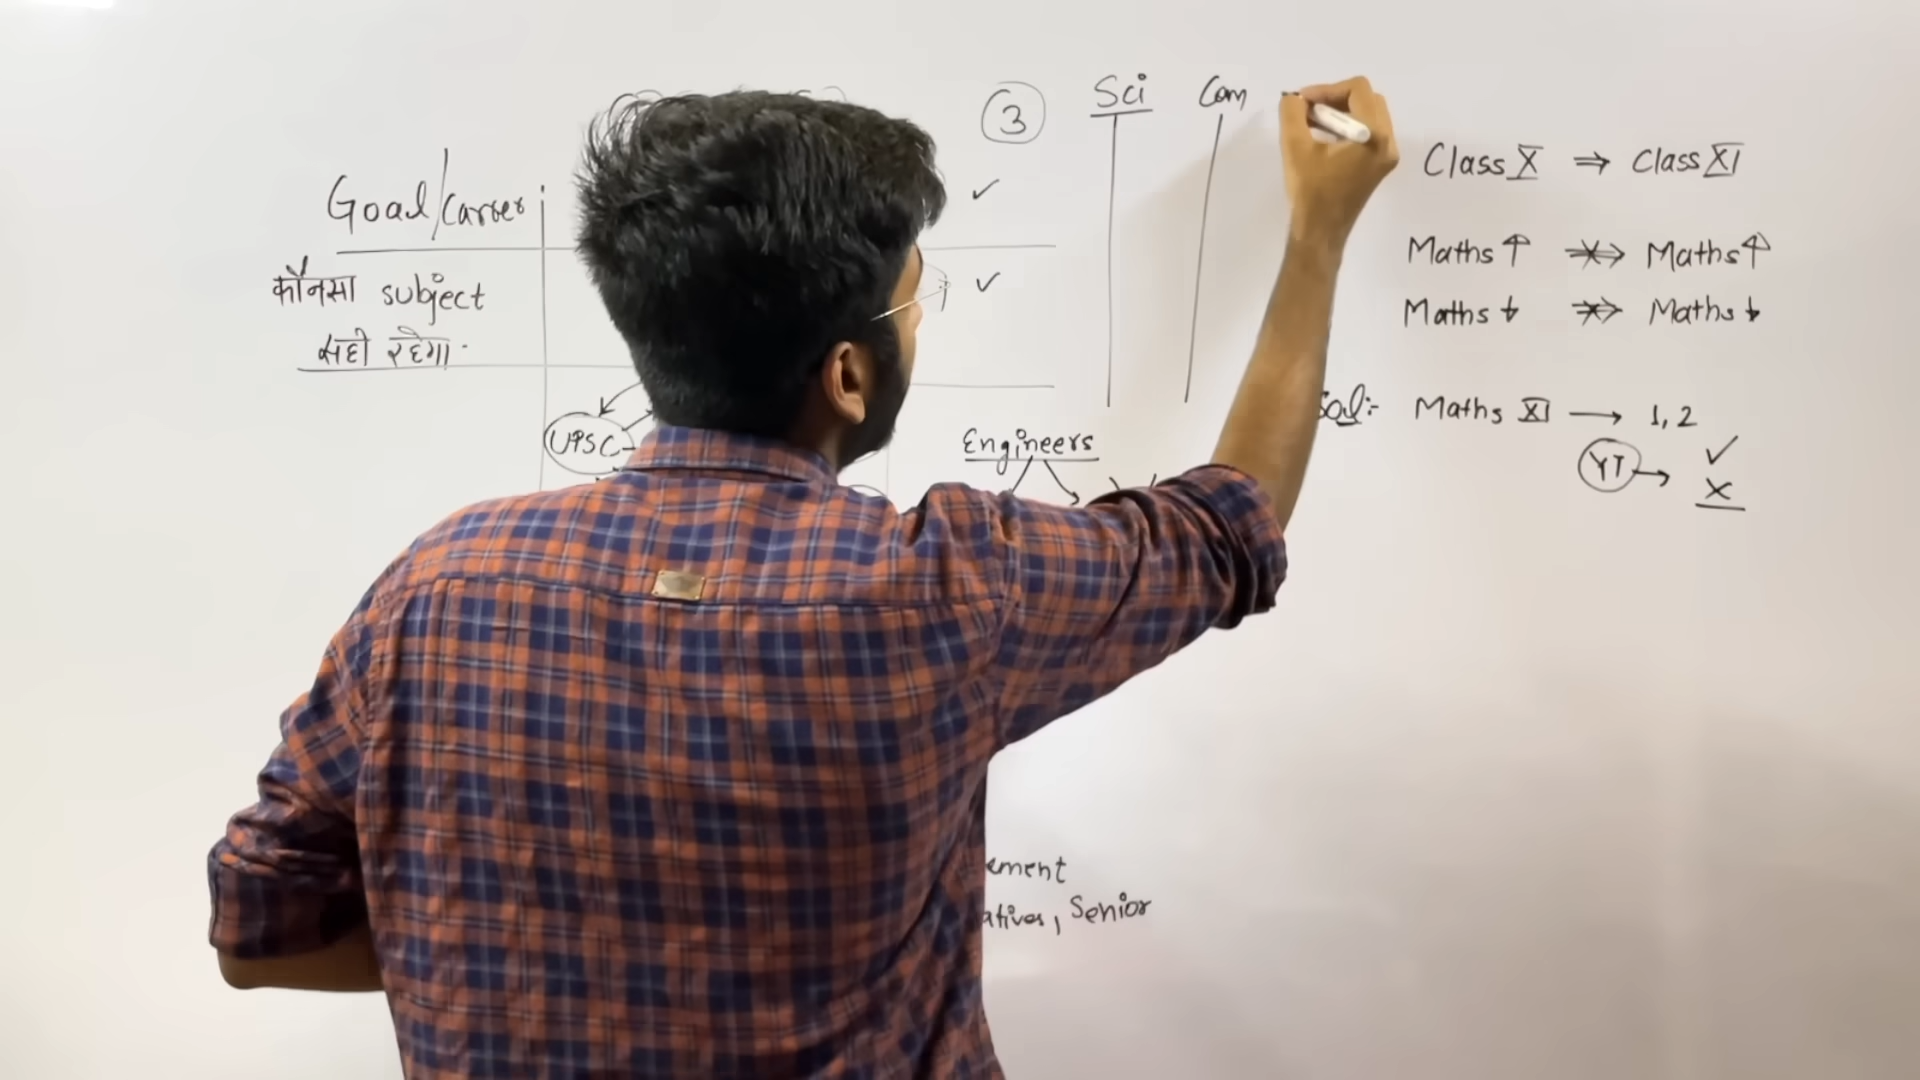 Goal/Career
कौनसा subject
सही रहेगा.
UPSC
3
Sci Com
Engineers
ement
atives, Senior
Class X ⇒ Class XI
Maths ↑ ⇏ Maths ↑
Maths ↓ ⇏ Maths ↓
Sol:- Maths XI → 1, 2
✓
YT → ✗